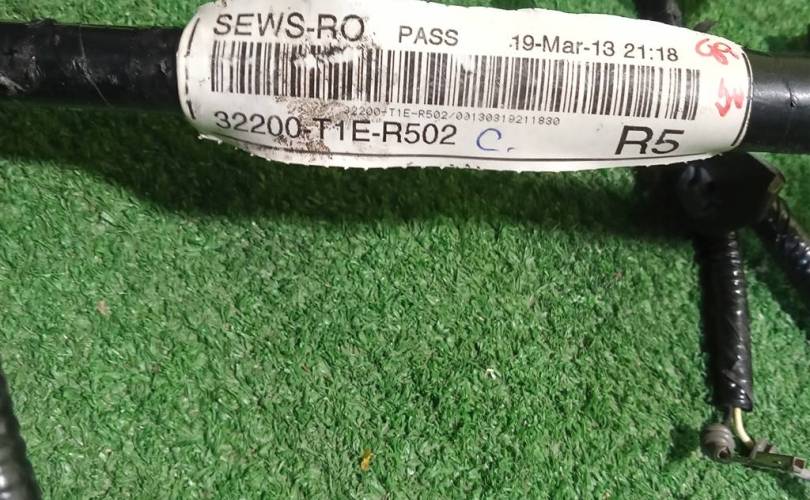 SEWS-RO PASS 19-Mar-13 21:18
32200-T1E-R502/00130319211830
32200-T1E-R502 C. R5